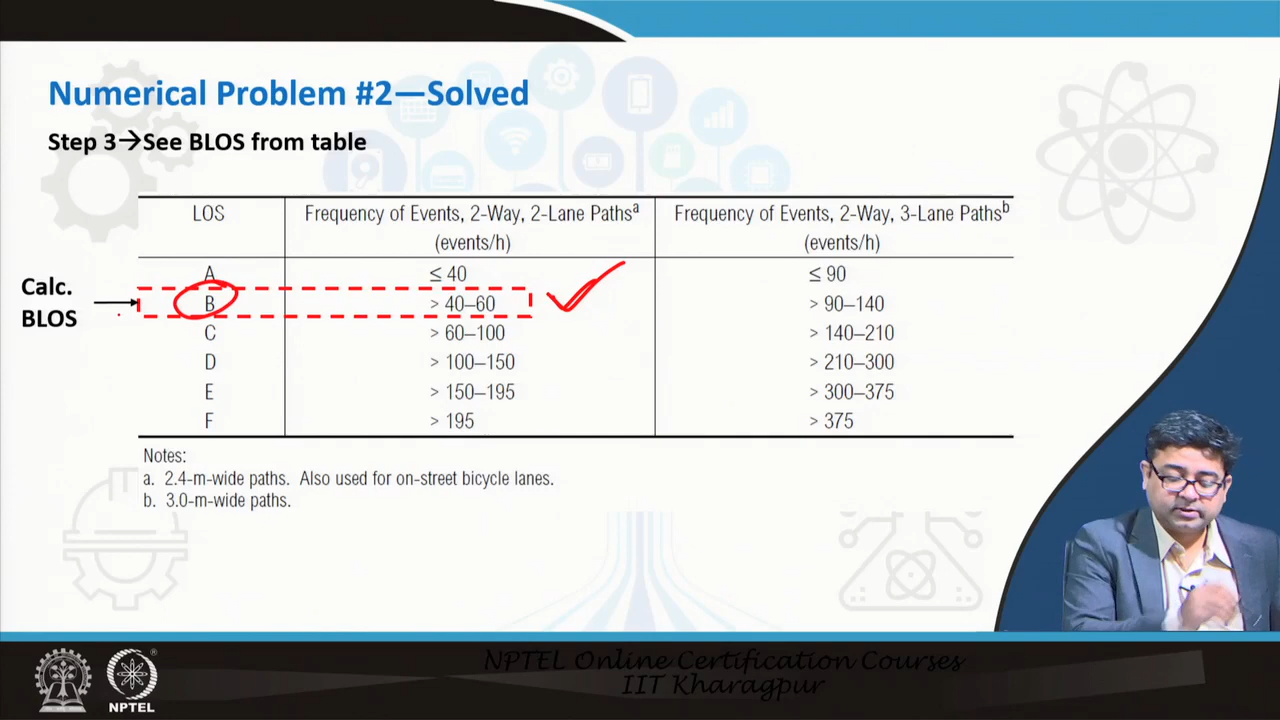 Numerical Problem #2—Solved
Step 3→See BLOS from table
LOS Frequency of Events, 2-Way, 2-Lane Pathsa Frequency of Events, 2-Way, 3-Lane Pathsb
(events/h) (events/h)
A ≤ 40 ≤ 90
B > 40–60 > 90–140
C > 60–100 > 140–210
D > 100–150 > 210–300
E > 150–195 > 300–375
F > 195 > 375
Calc.
BLOS
Notes:
a. 2.4-m-wide paths. Also used for on-street bicycle lanes.
b. 3.0-m-wide paths.
NPTEL Online Certification Courses
IIT Kharagpur
NPTEL